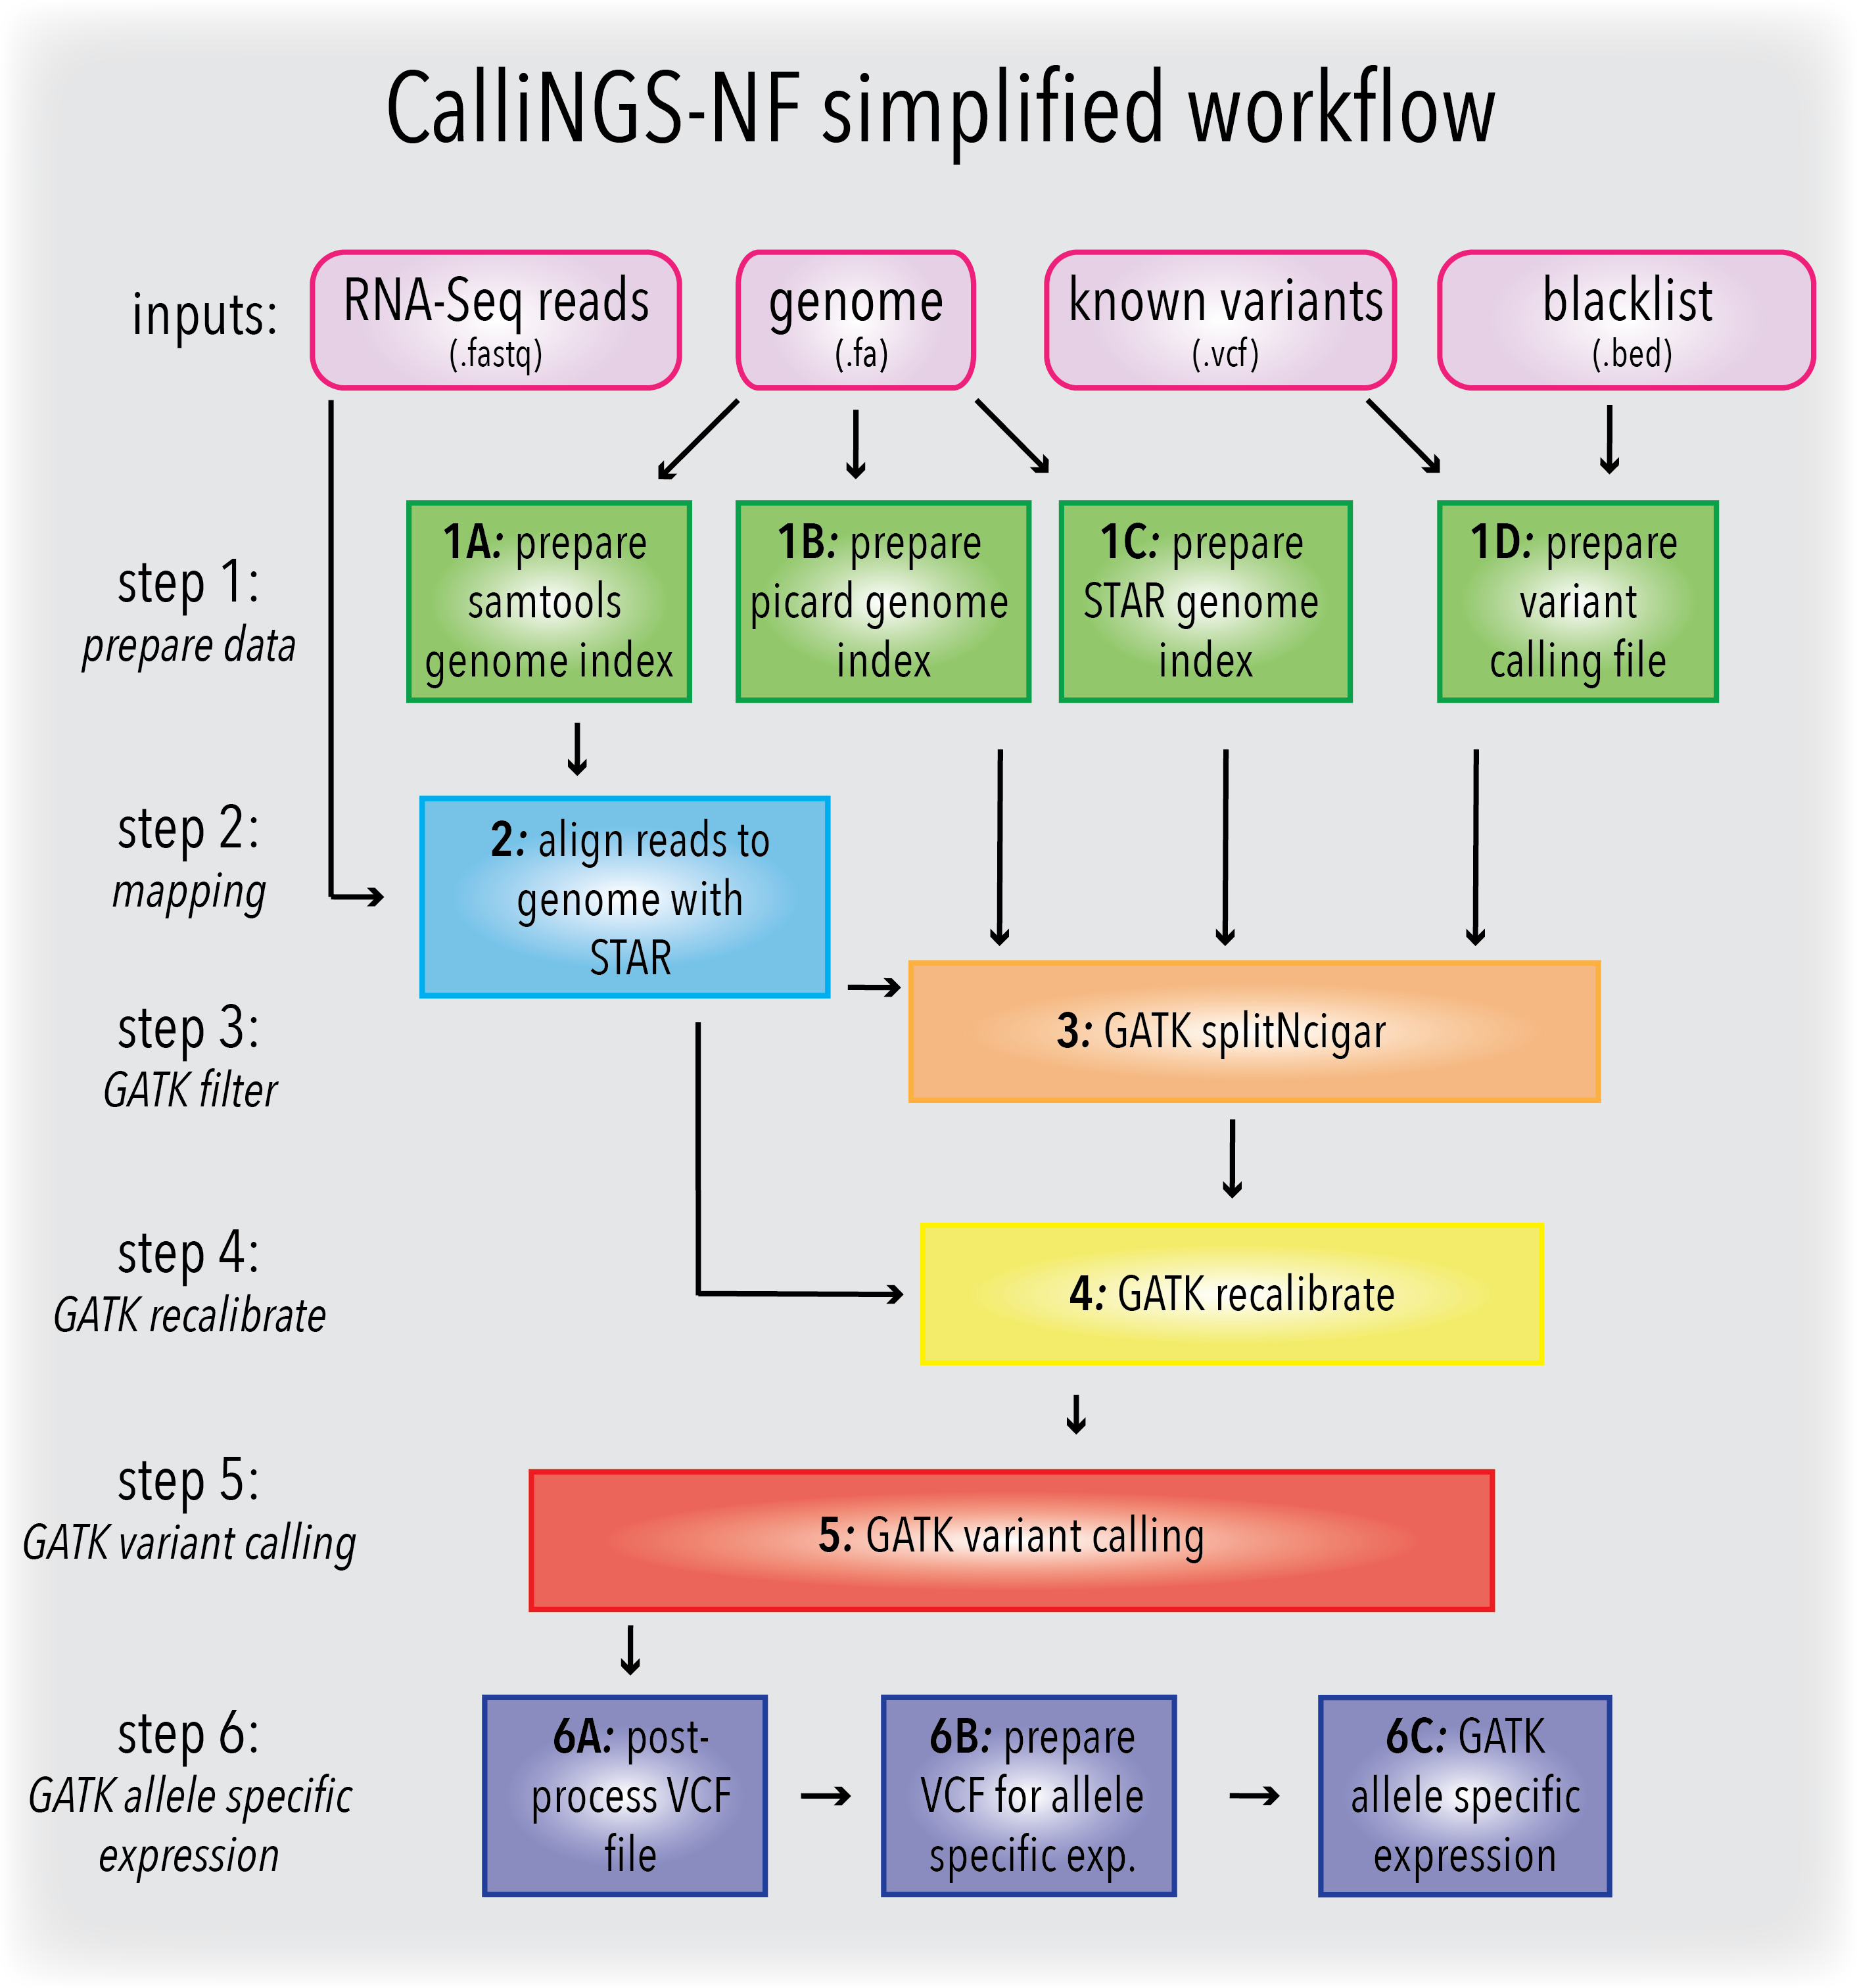 CalliNGS-NF simplified workflow
inputs:
RNA-Seq reads
(.fastq)
genome
(.fa)
known variants
(.vcf)
blacklist
(.bed)
step 1:
prepare data
1A: prepare
samtools
genome index
1B: prepare
picard genome
index
1C: prepare
STAR genome
index
1D: prepare
variant
calling file
step 2:
mapping
2: align reads to
genome with
STAR
step 3:
GATK filter
3: GATK splitNcigar
step 4:
GATK recalibrate
4: GATK recalibrate
step 5:
GATK variant calling
5: GATK variant calling
step 6:
GATK allele specific
expression
6A: post-
process VCF
file
6B: prepare
VCF for allele
specific exp.
6C: GATK
allele specific
expression